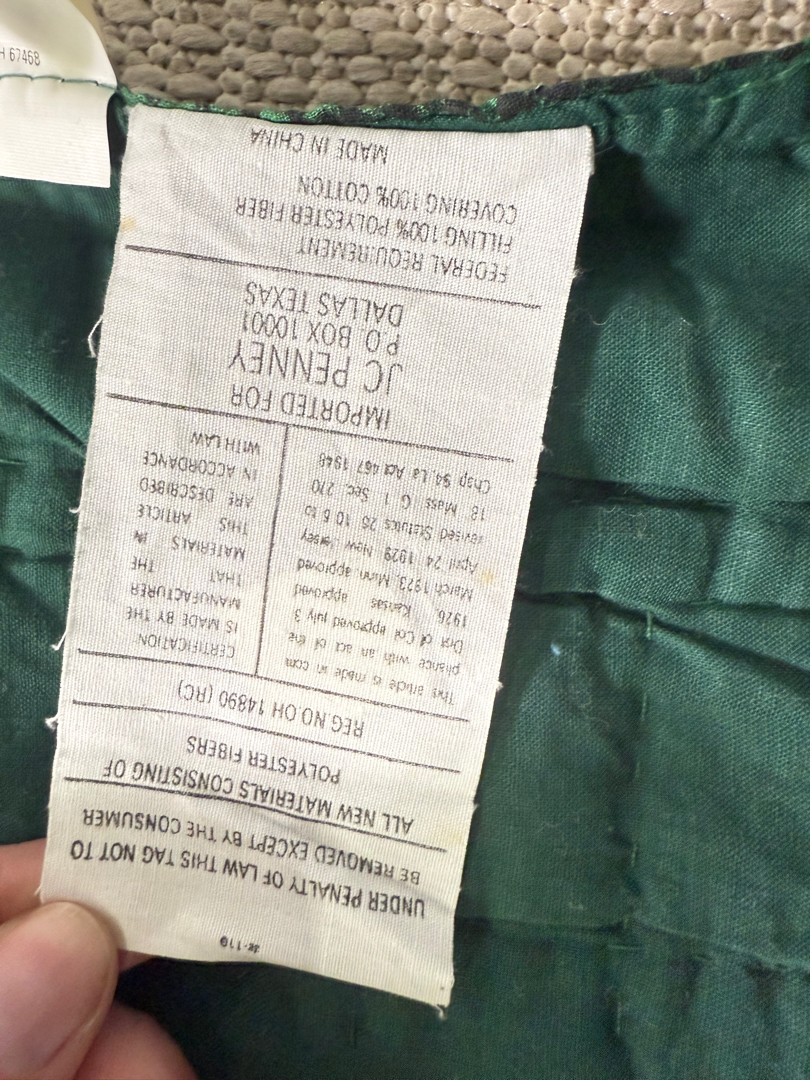 H 67458
ar-110
UNDER PENALTY OF LAW THIS TAG NOT TO
BE REMOVED EXCEPT BY THE CONSUMER
ALL NEW MATERIALS CONSISTING OF
POLYESTER FIBERS
REG.NO.OH 14890 (RC)
CERTIFICATION
IS MADE BY THE
MANUFACTURER
THAT THE
MATERIALS IN
THIS ARTICLE
ARE DESCRIBED
IN ACCORDANCE
WITH LAW
This article is made in com
pliance with an act of the
Dist of Col approved july 3
1926, Kansas approved
March 1973, Minn. approved
April 24 1929 New Jersey
revised Statutcs 26 10 6 to
18 Mass G I Sec. 270
Chap 94, La Act 467 1948
IMPORTED FOR
JC PENNEY
P.O. BOX 10001
DALLAS TEXAS
FEDERAL REQUIREMENT
FILLING 100% POLYESTER FIBER
COVERING 100% COTTON
MADE IN CHINA